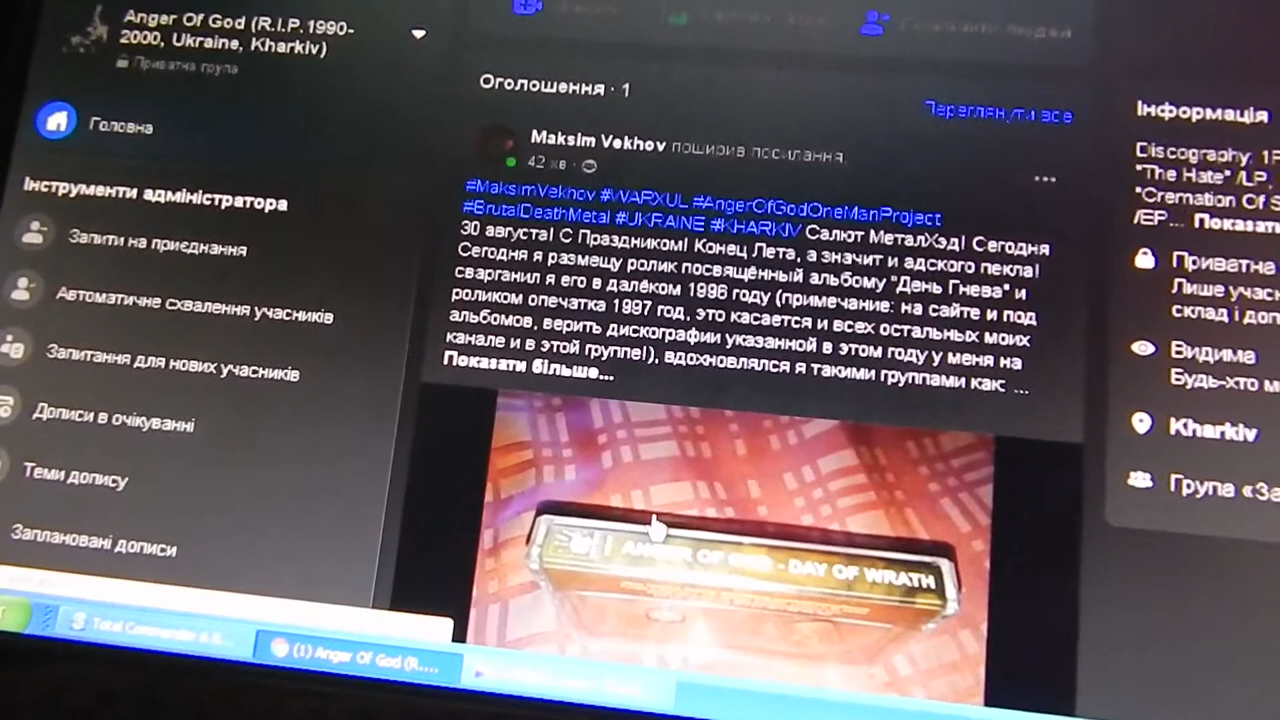 Anger Of God (R.I.P.1990-
2000, Ukraine, Kharkiv)
Приватна група
Головна
Інструменти адміністратора
Запити на приєднання
Автоматичне схвалення учасників
Запитання для нових учасників
Дописи в очікуванні
Теми допису
Заплановані дописи
Оголошення · 1
Переглянути все
Maksim Vekhov поширив посилання.
42 хв ·
#MaksimVekhov #WARXUL #AngerOfGodOneManProject
#BrutalDeathMetal #UKRAINE #KHARKIV Салют МеталХэд! Сегодня
30 августа! С Праздником! Конец Лета, а значит и адского пекла!
Сегодня я размещу ролик посвящённый альбому "День Гнева" и
сварганил я его в далёком 1996 году (примечание: на сайте и под
роликом опечатка 1997 год, это касается и всех остальных моих
альбомов, верить дискографии указанной в этом году у меня на
канале и в этой группе!), вдохновлялся я такими группами как: ...
Показати більше...
ANGER OF GOD - DAY OF WRATH
Інформація
Discography: 1
"The Hate" /LP,
"Cremation Of S
/EP... Показати
Приватна
Лише учас
склад і доп
Видима
Будь-хто м
Kharkiv
Група «За
Total Commander 6.
(1) Anger Of God (R....